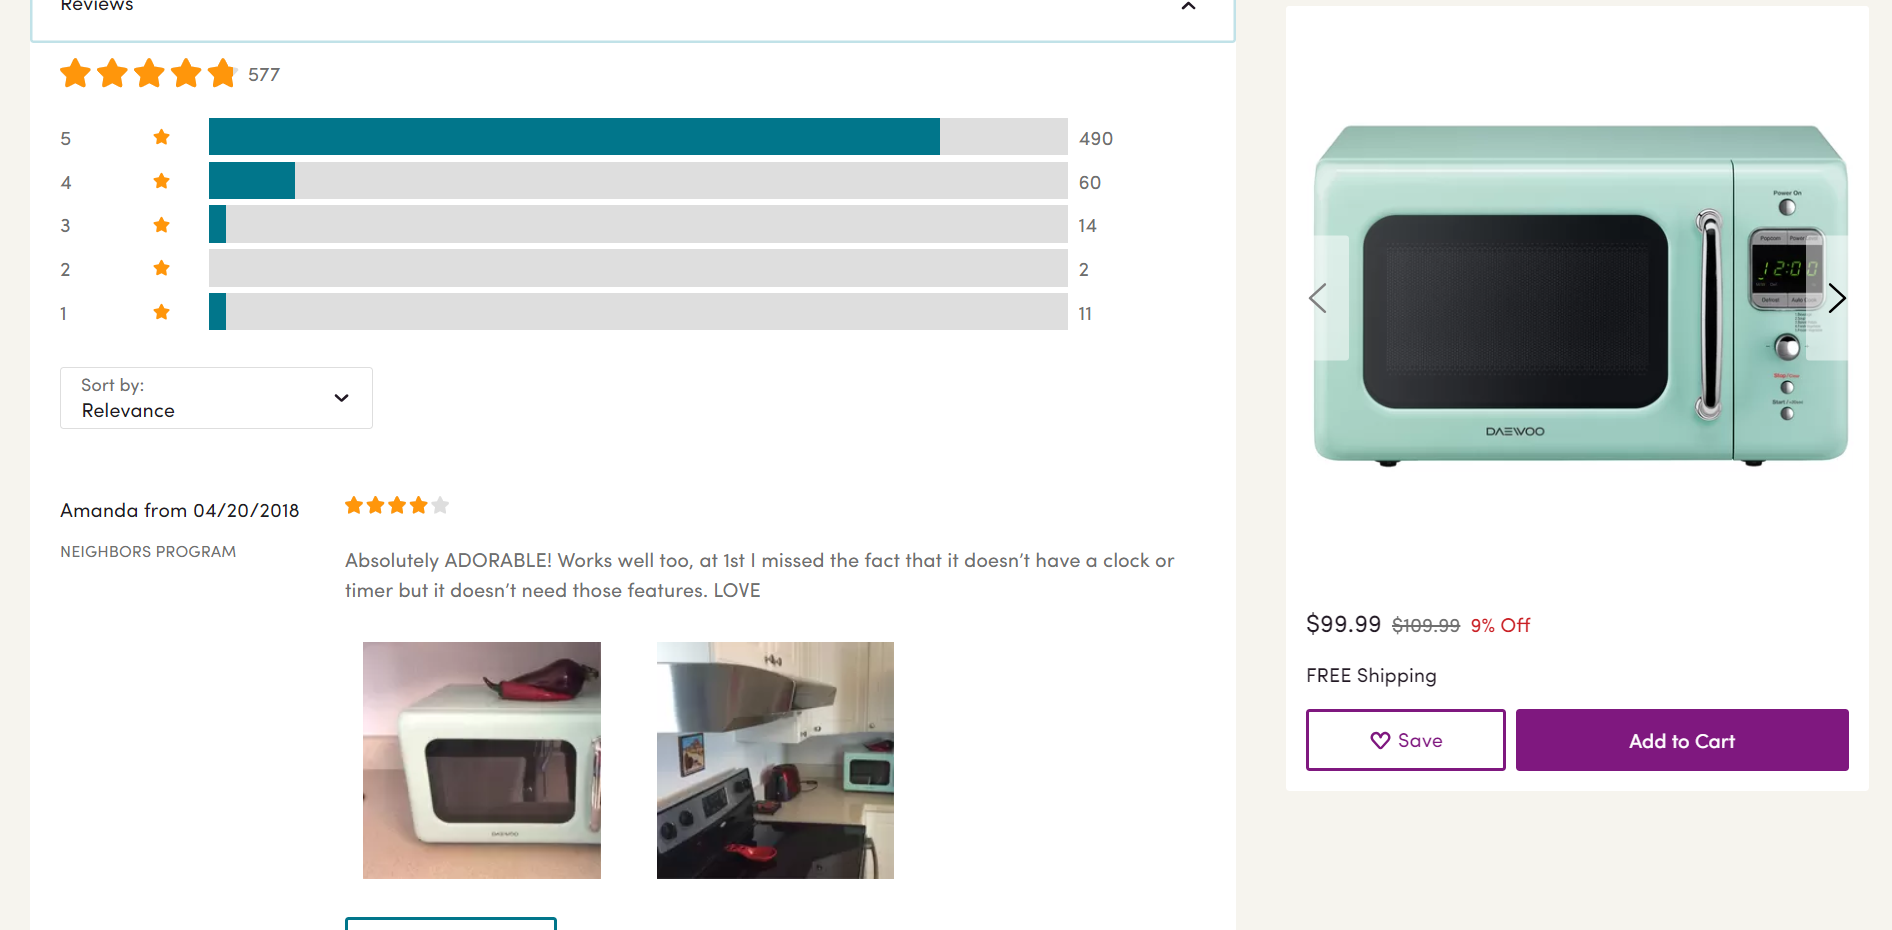 Reviews
577
5 490
4 60
3 14
2 2
1 11
Sort by:
Relevance
Amanda from 04/20/2018
NEIGHBORS PROGRAM
Absolutely ADORABLE! Works well too, at 1st I missed the fact that it doesn’t have a clock or
timer but it doesn’t need those features. LOVE
DAEWOO
Power On
Popcorn
12:00
Defrost
DAEWOO
$99.99 $109.99 9% Off
FREE Shipping
Save
Add to Cart